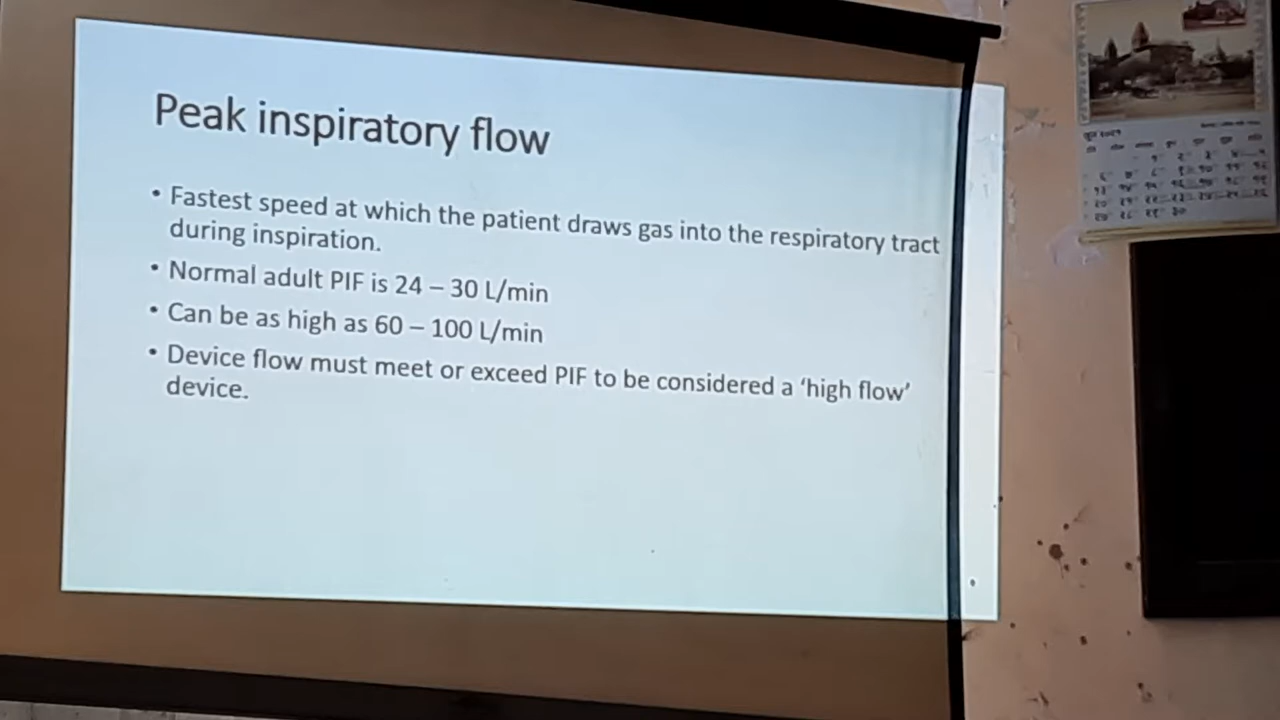 Peak inspiratory flow
• Fastest speed at which the patient draws gas into the respiratory tract
during inspiration.
• Normal adult PIF is 24 – 30 L/min
• Can be as high as 60 – 100 L/min
• Device flow must meet or exceed PIF to be considered a ‘high flow’
device.